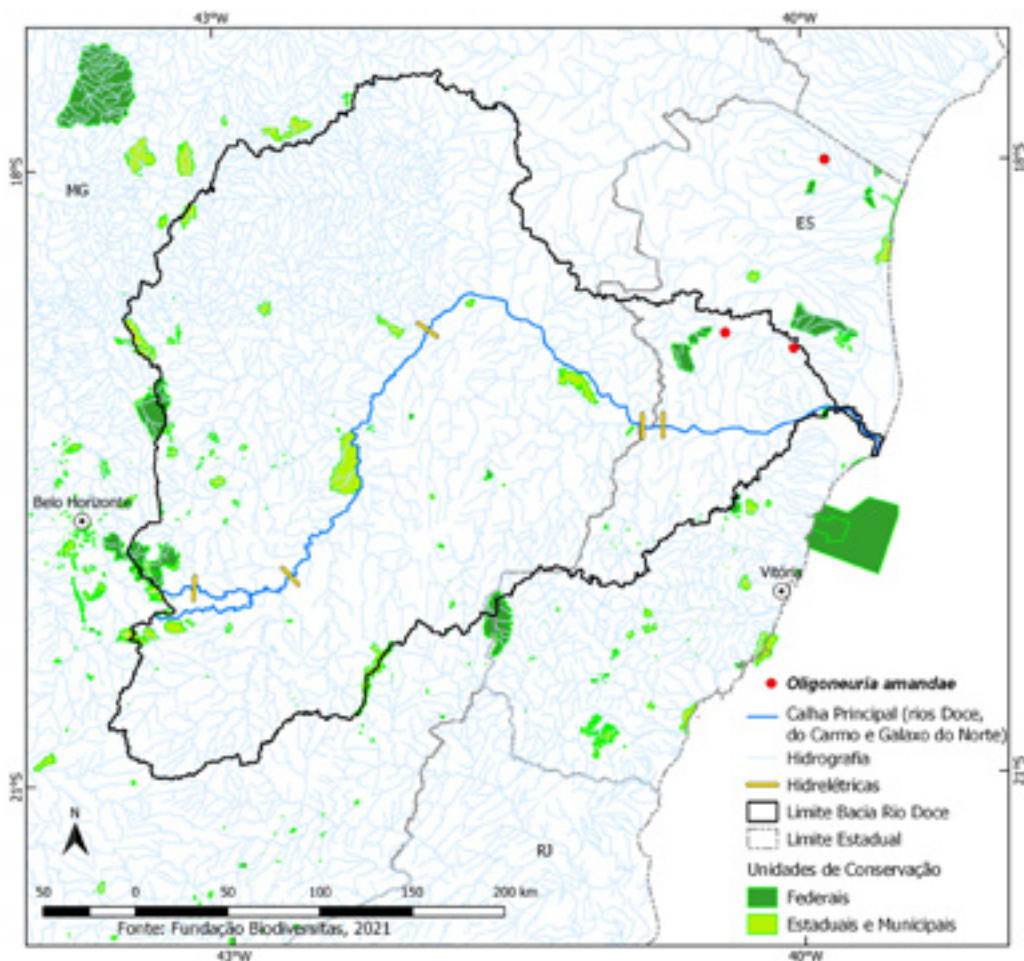 43°W
40°W
18°S
18°S
MG
ES
Belo Horizonte
Vitória
Oligoneuria amandae
Calha Principal (rios Doce,
do Carmo e Galaxo do Norte)
Hidrografia
Hidrelétricas
Limite Bacia Rio Doce
Limite Estadual
Unidades de Conservação
Federais
Estaduais e Municipais
21°S
21°S
N
RJ
50 0 50 100 150 200 km
Fonte: Fundação Biodiversitas, 2021
43°W
40°W